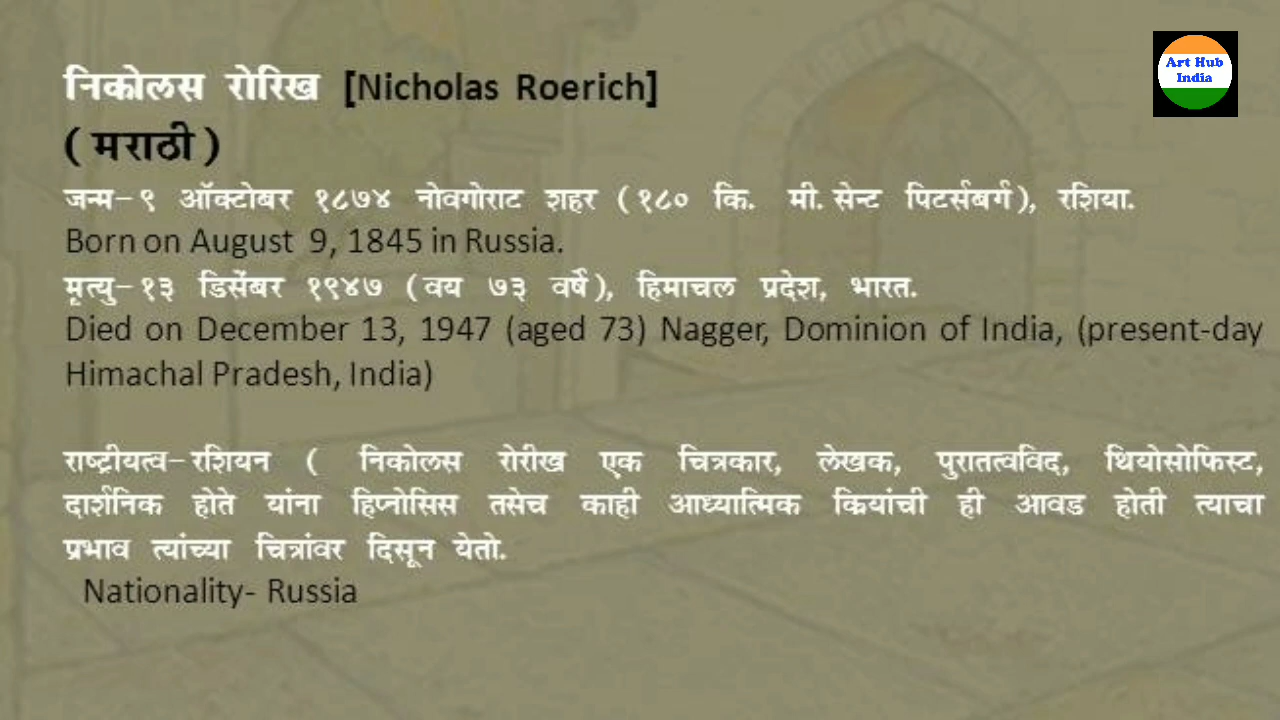 Art Hub
India
निकोलस रोरिख [Nicholas Roerich]
( मराठी )
जन्म-९ ऑक्टोबर १८७४ नोवगोराट शहर (१८० कि. मी. सेन्ट पिटर्सबर्ग), रशिया.
Born on August 9, 1845 in Russia.
मृत्यु-१३ डिसेंबर १९४७ (वय ७३ वर्षे), हिमाचल प्रदेश, भारत.
Died on December 13, 1947 (aged 73) Nagger, Dominion of India, (present-day
Himachal Pradesh, India)
राष्ट्रीयत्व-रशियन ( निकोलस रोरीख एक चित्रकार, लेखक, पुरातत्वविद, थियोसोफिस्ट,
दार्शनिक होते यांना हिप्नोसिस तसेच काही आध्यात्मिक कियांची ही आवड होती त्याचा
प्रभाव त्यांच्या चित्रांवर दिसून येतो.
Nationality- Russia